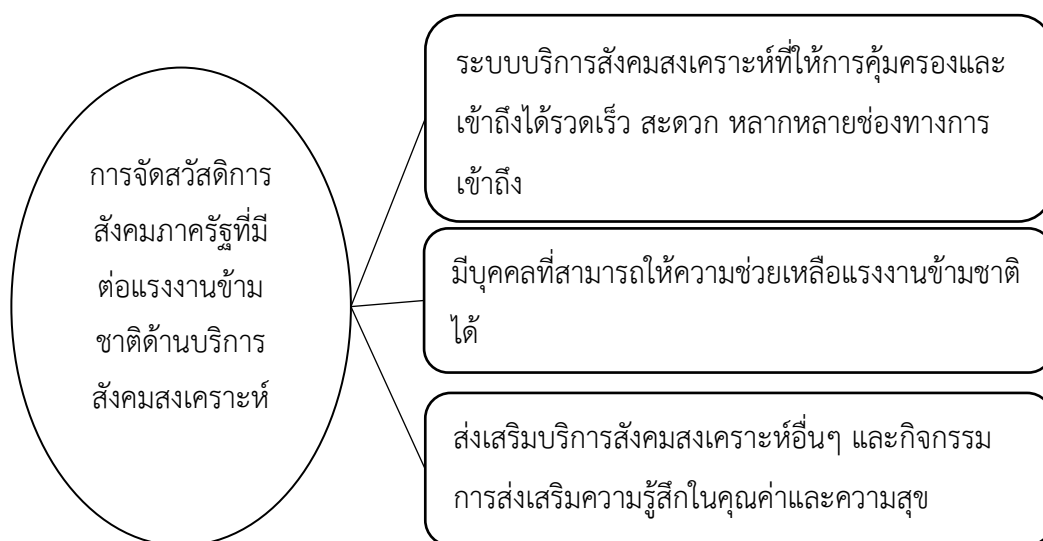 การจัดสวัสดิการ
สังคมภาครัฐที่มี
ต่อแรงงานข้าม
ชาติด้านบริการ
สังคมสงเคราะห์
ระบบบริการสังคมสงเคราะห์ที่ให้การคุ้มครองและ
เข้าถึงได้รวดเร็ว สะดวก หลากหลายช่องทางการ
เข้าถึง
มีบุคคลที่สามารถให้ความช่วยเหลือแรงงานข้ามชาติ
ได้
ส่งเสริมบริการสังคมสงเคราะห์อื่นๆ และกิจกรรม
การส่งเสริมความรู้สึกในคุณค่าและความสุข